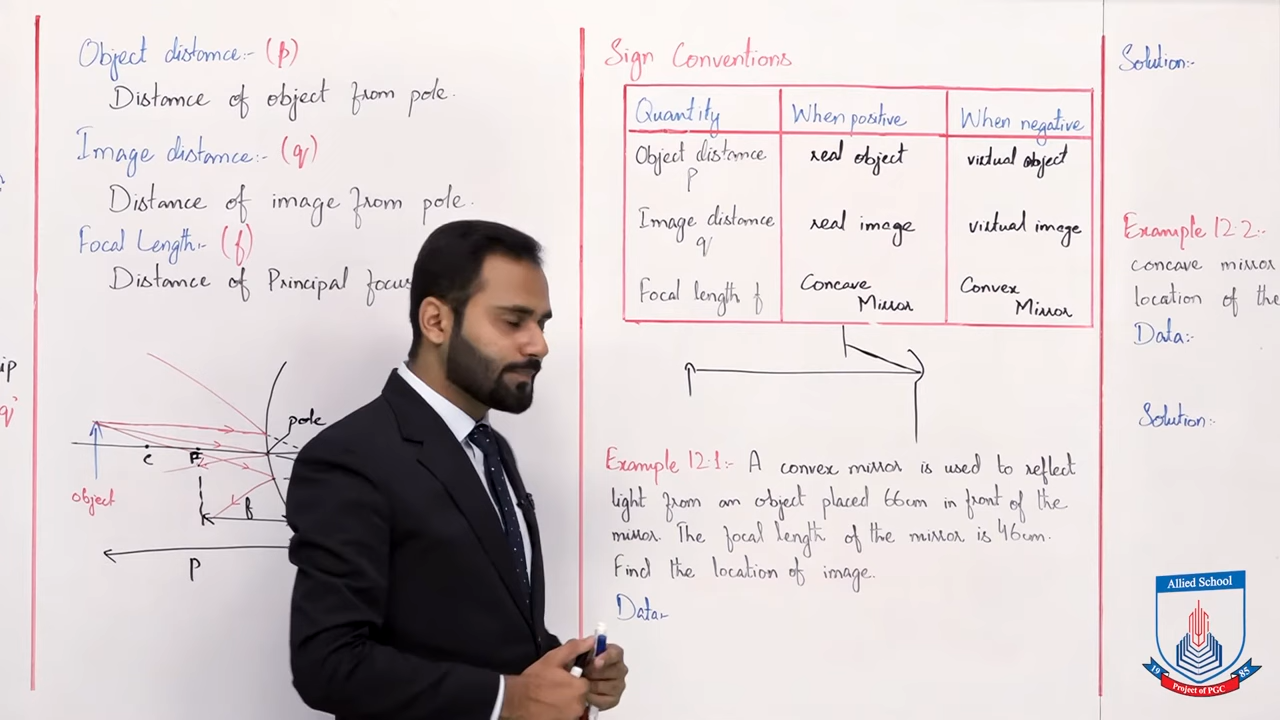 ip
q'
Object distance:- (p)
Distance of object from pole.
Image distance:- (q)
Distance of image from pole.
Focal Length:- (f)
Distance of Principal focus
pole
C
F
object
f
p
Sign Conventions
Quantity When positive When negative
Object distance p real object virtual object
Image distance q real image virtual image
Focal length f Concave Mirror Convex Mirror
Example 12.1:- A convex mirror is used to reflect
light from an object placed 66cm in front of the
mirror. The focal length of the mirror is 46cm.
Find the location of image.
Data:-
Solution:-
Example 12.2:-
concave mirror
location of the
Data:-
Solution:-
Allied School
19 85
Project of PGC